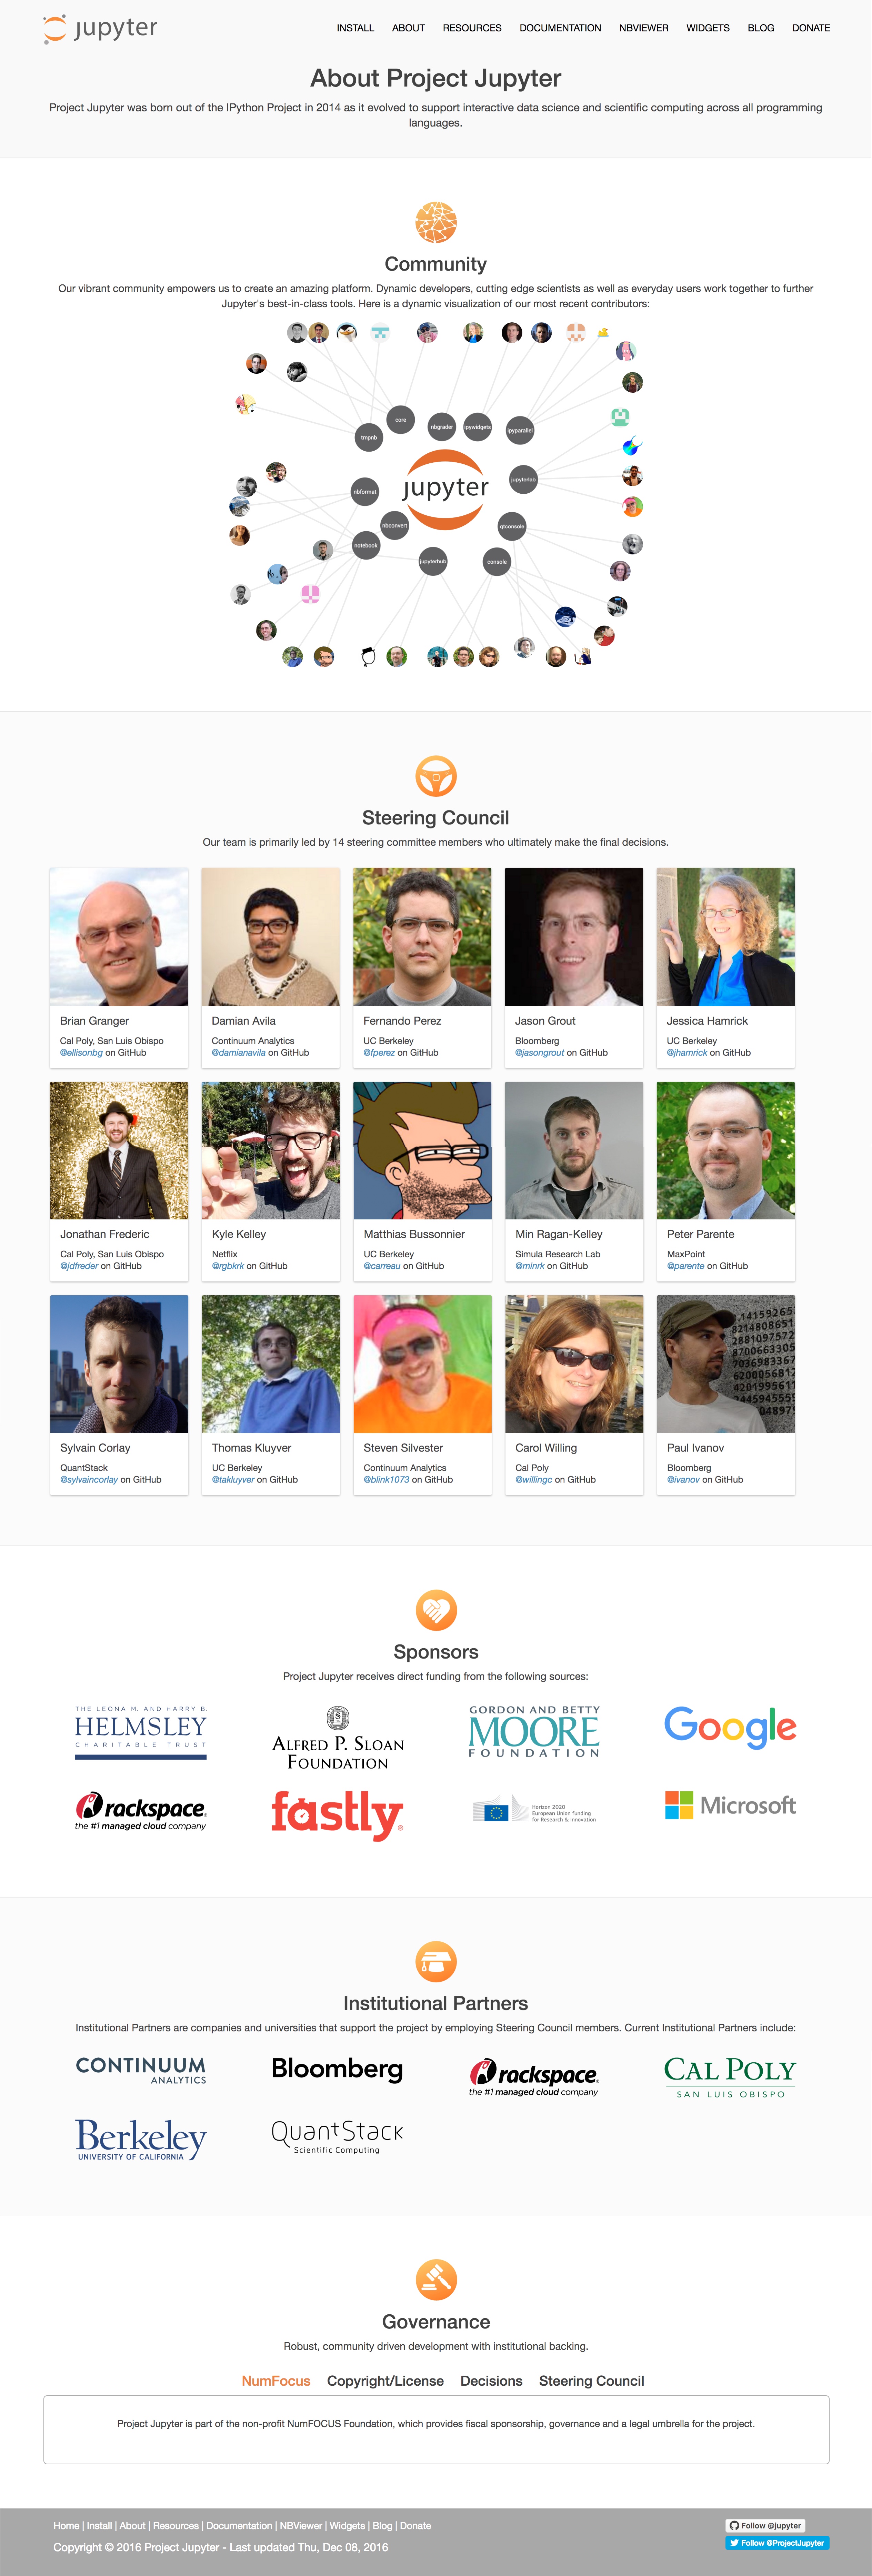 jupyter
INSTALL ABOUT RESOURCES DOCUMENTATION NBVIEWER WIDGETS BLOG DONATE
About Project Jupyter
Project Jupyter was born out of the IPython Project in 2014 as it evolved to support interactive data science and scientific computing across all programming
languages.
Community
Our vibrant community empowers us to create an amazing platform. Dynamic developers, cutting edge scientists as well as everyday users work together to further
Jupyter's best-in-class tools. Here is a dynamic visualization of our most recent contributors:
core
nbgrader
ipywidgets
ipyparallel
tmpnb
jupyterlab
jupyter
nbformat
nbconvert
qtconsole
notebook
jupyterhub
console
Steering Council
Our team is primarily led by 14 steering committee members who ultimately make the final decisions.
Brian Granger
Cal Poly, San Luis Obispo
@ellisonbg on GitHub
Damian Avila
Continuum Analytics
@damianavila on GitHub
Fernando Perez
UC Berkeley
@fperez on GitHub
Jason Grout
Bloomberg
@jasongrout on GitHub
Jessica Hamrick
UC Berkeley
@jhamrick on GitHub
Jonathan Frederic
Cal Poly, San Luis Obispo
@jdfreder on GitHub
Kyle Kelley
Netflix
@rgbkrk on GitHub
Matthias Bussonnier
UC Berkeley
@carreau on GitHub
Min Ragan-Kelley
Simula Research Lab
@minrk on GitHub
Peter Parente
MaxPoint
@parente on GitHub
Sylvain Corlay
QuantStack
@sylvaincorlay on GitHub
Thomas Kluyver
UC Berkeley
@takluyver on GitHub
Steven Silvester
Continuum Analytics
@blink1073 on GitHub
Carol Willing
Cal Poly
@willingc on GitHub
Paul Ivanov
Bloomberg
@ivanov on GitHub
Sponsors
Project Jupyter receives direct funding from the following sources:
THE LEONA M. AND HARRY B.
HELMSLEY
CHARITABLE TRUST
ALFRED P. SLOAN
FOUNDATION
GORDON AND BETTY
MOORE
FOUNDATION
Google
rackspace
the #1 managed cloud company
fastly
Horizon 2020
European Union funding
for Research & Innovation
Microsoft
Institutional Partners
Institutional Partners are companies and universities that support the project by employing Steering Council members. Current Institutional Partners include:
CONTINUUM
ANALYTICS
Bloomberg
rackspace
the #1 managed cloud company
CAL POLY
SAN LUIS OBISPO
Berkeley
UNIVERSITY OF CALIFORNIA
QuantStack
Scientific Computing
Governance
Robust, community driven development with institutional backing.
NumFocus Copyright/License Decisions Steering Council
Project Jupyter is part of the non-profit NumFOCUS Foundation, which provides fiscal sponsorship, governance and a legal umbrella for the project.
Home | Install | About | Resources | Documentation | NBViewer | Widgets | Blog | Donate
Copyright © 2016 Project Jupyter - Last updated Thu, Dec 08, 2016
Follow @jupyter
Follow @ProjectJupyter